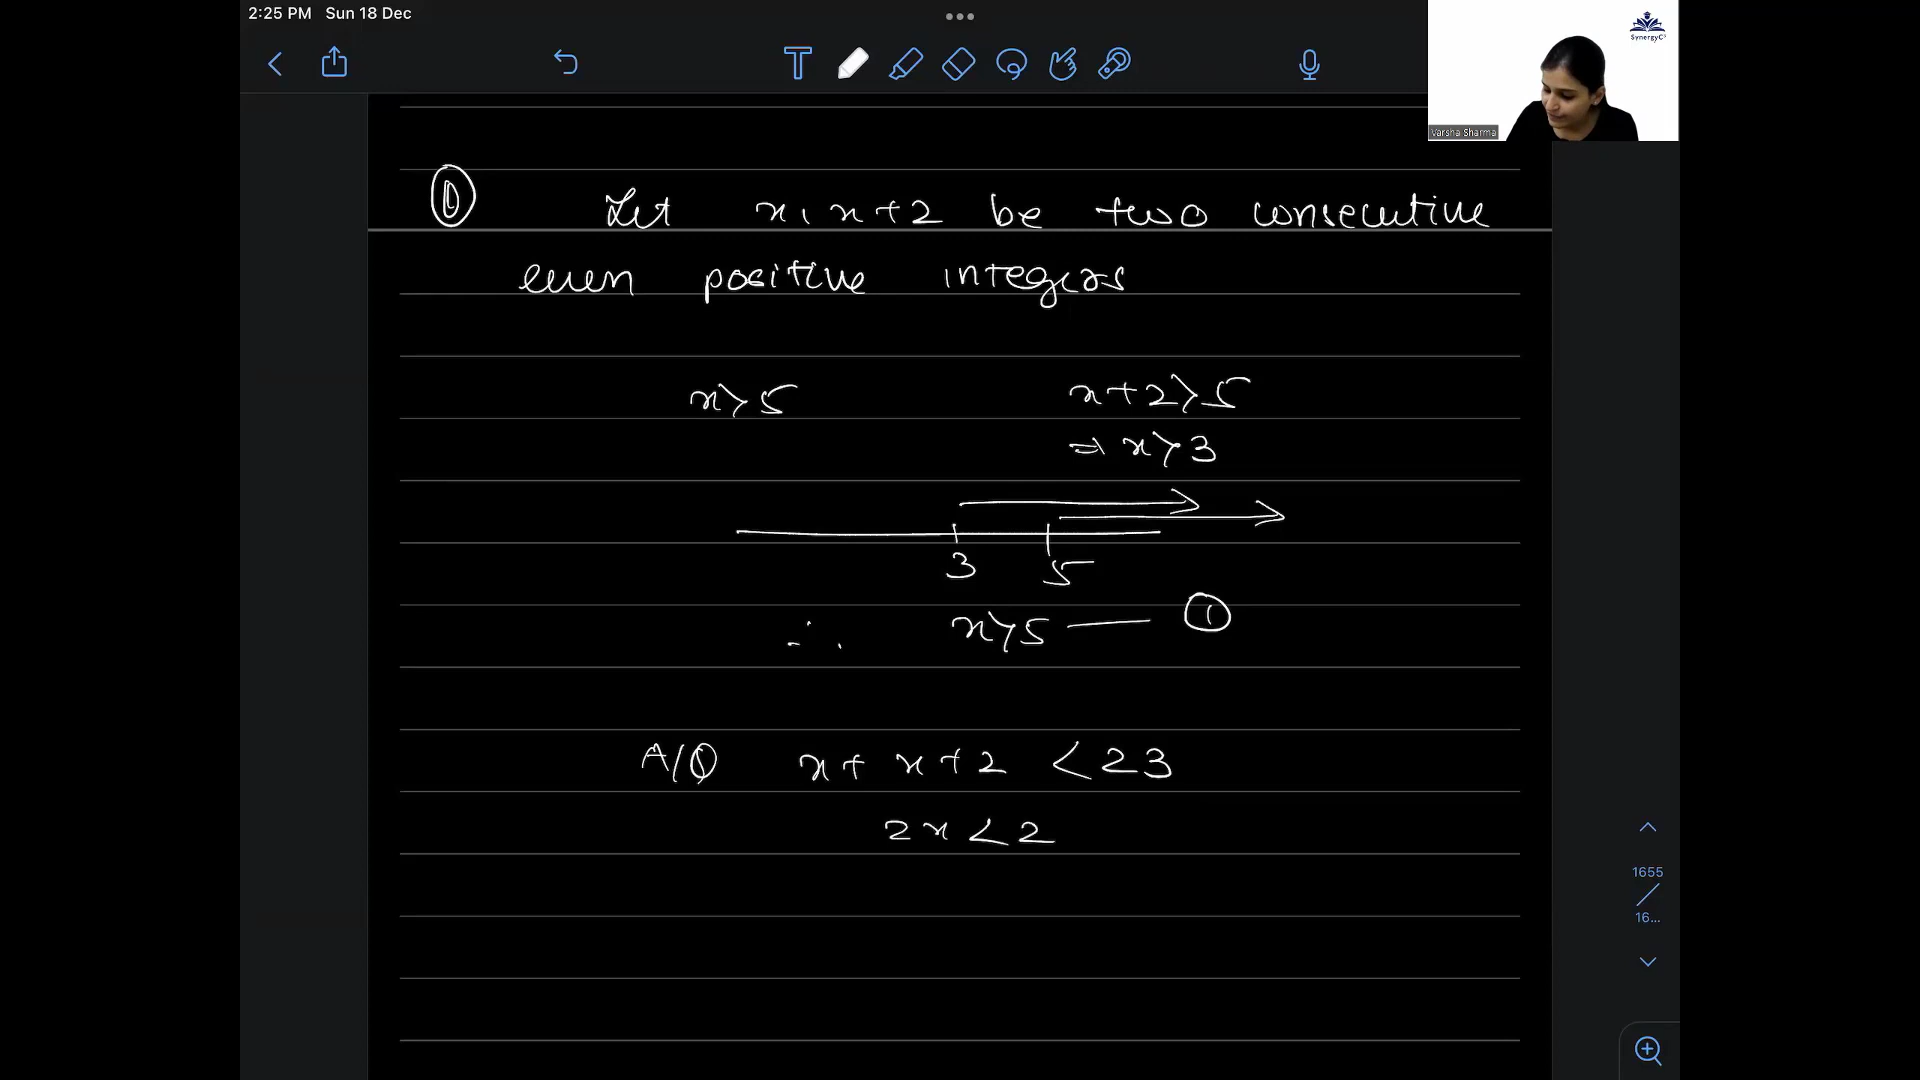 2:25 PM Sun 18 Dec
SynergyC³
Varsha Sharma
① Let x, x+2 be two consecutive
even positive integers
x>5 x+2>5
⇒ x>3
3 5
∴ x>5 — ①
A/Q x+ x+2 <23
2x<2
1655
16...